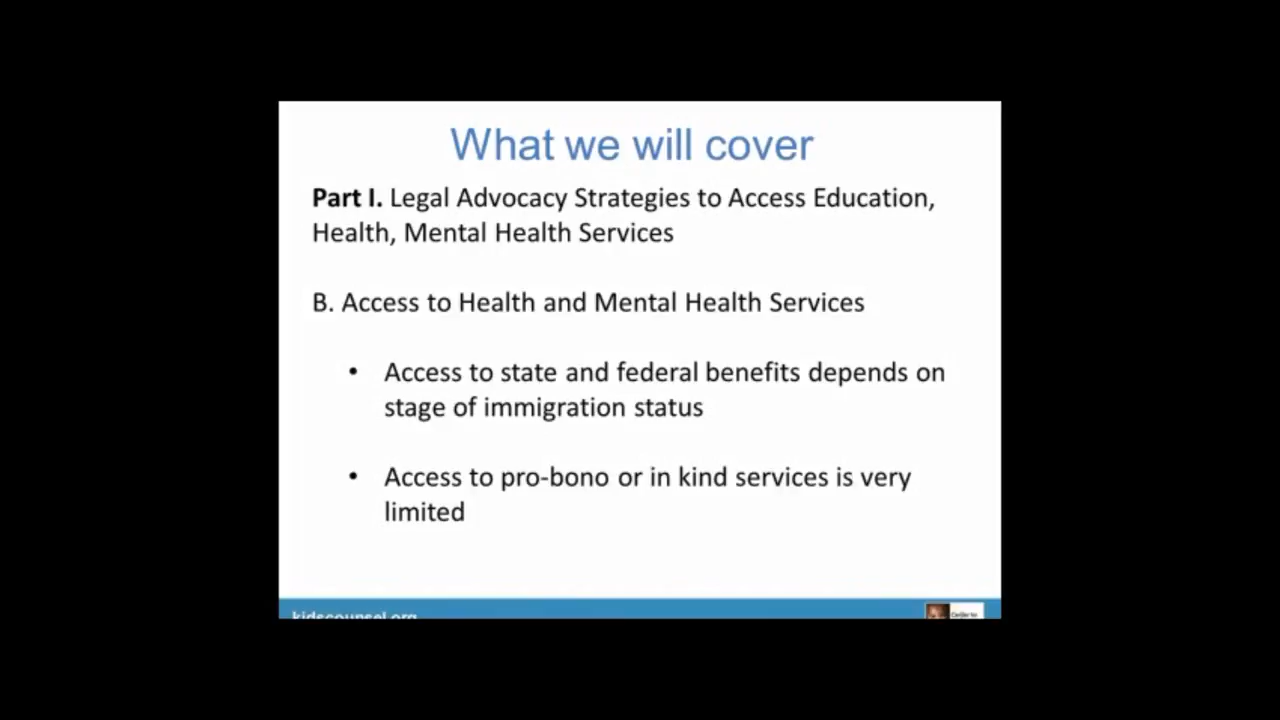 What we will cover
Part I. Legal Advocacy Strategies to Access Education,
Health, Mental Health Services
B. Access to Health and Mental Health Services
• Access to state and federal benefits depends on
stage of immigration status
• Access to pro-bono or in kind services is very
limited
kidscounsel.org